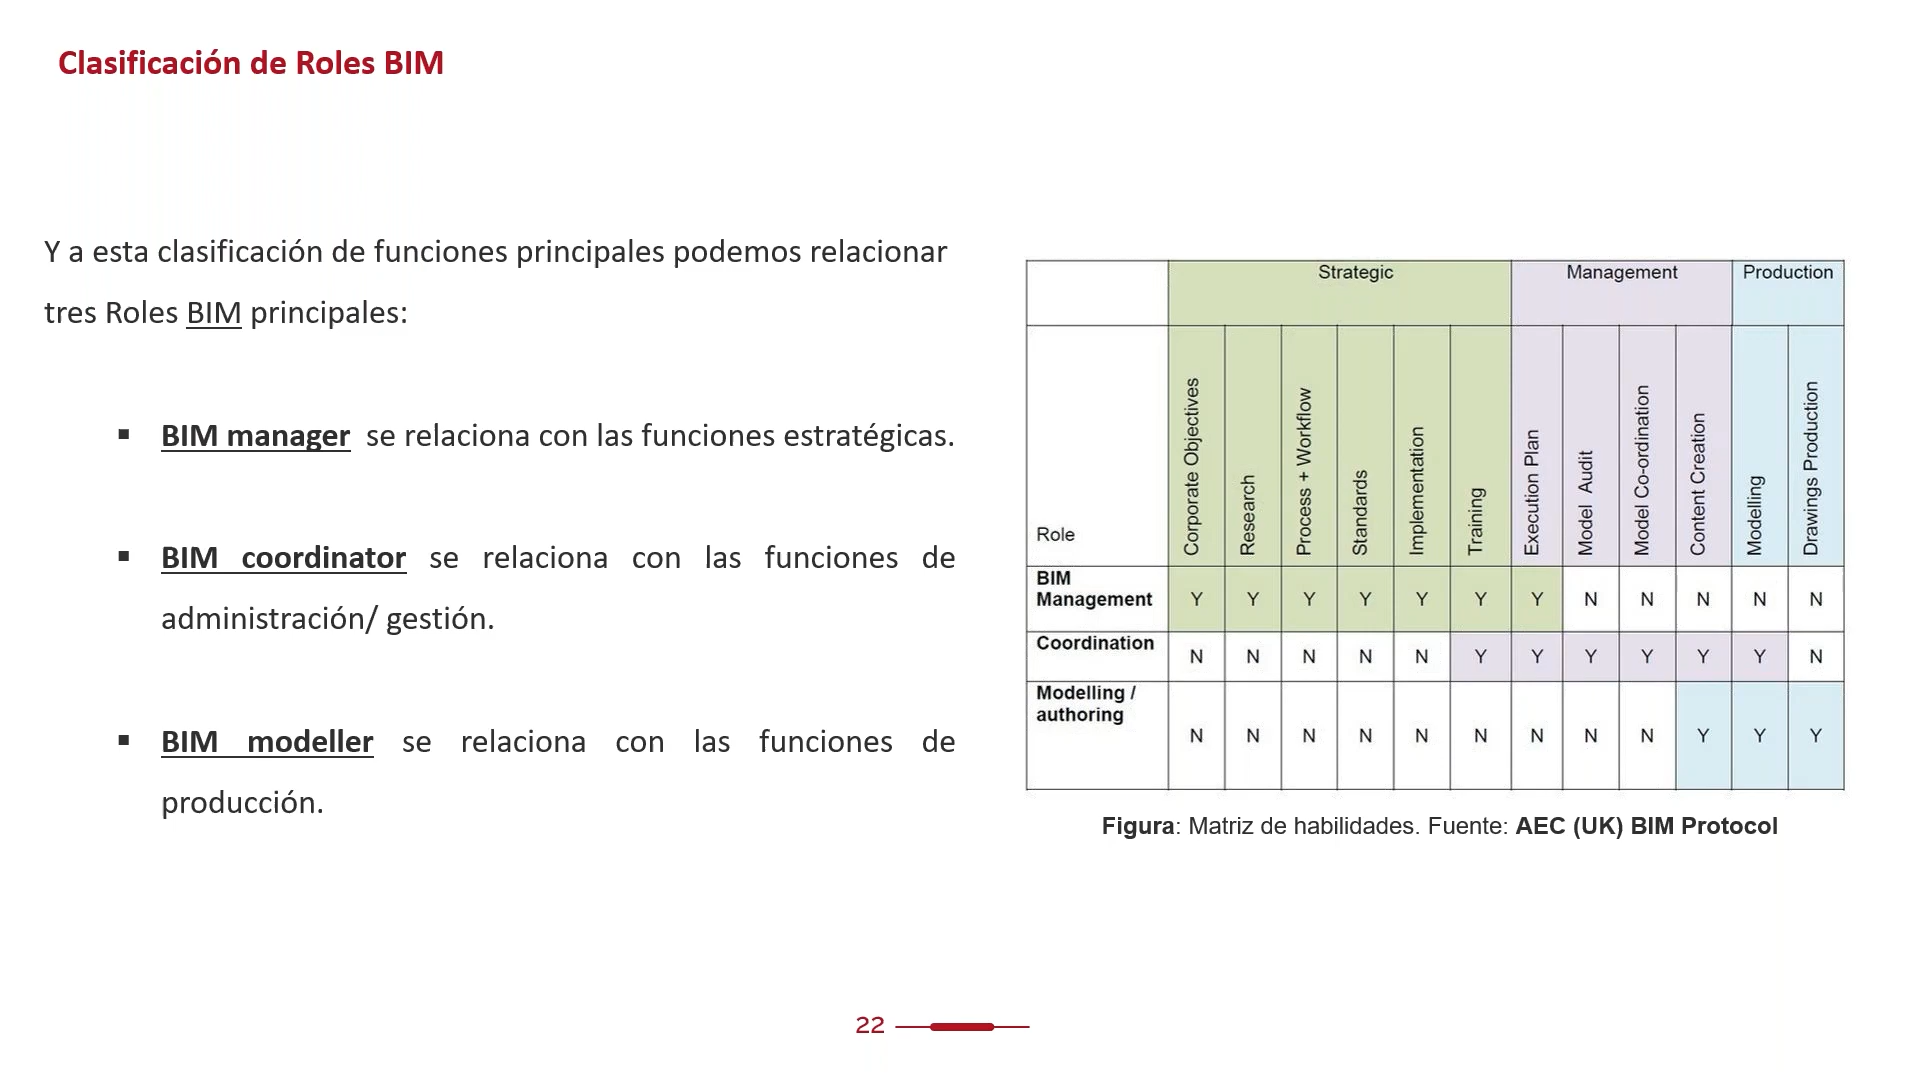 Clasificación de Roles BIM
Y a esta clasificación de funciones principales podemos relacionar
tres Roles BIM principales:
▪ BIM manager se relaciona con las funciones estratégicas.
▪ BIM coordinator se relaciona con las funciones de
administración/ gestión.
▪ BIM modeller se relaciona con las funciones de
producción.
Strategic Management Production
Role Corporate Objectives Research Process + Workflow Standards Implementation Training Execution Plan Model Audit Model Co-ordination Content Creation Modelling Drawings Production
BIM
Management Y Y Y Y Y Y Y N N N N N
Coordination N N N N N Y Y Y Y Y Y N
Modelling /
authoring N N N N N N N N N Y Y Y
Figura: Matriz de habilidades. Fuente: AEC (UK) BIM Protocol
22